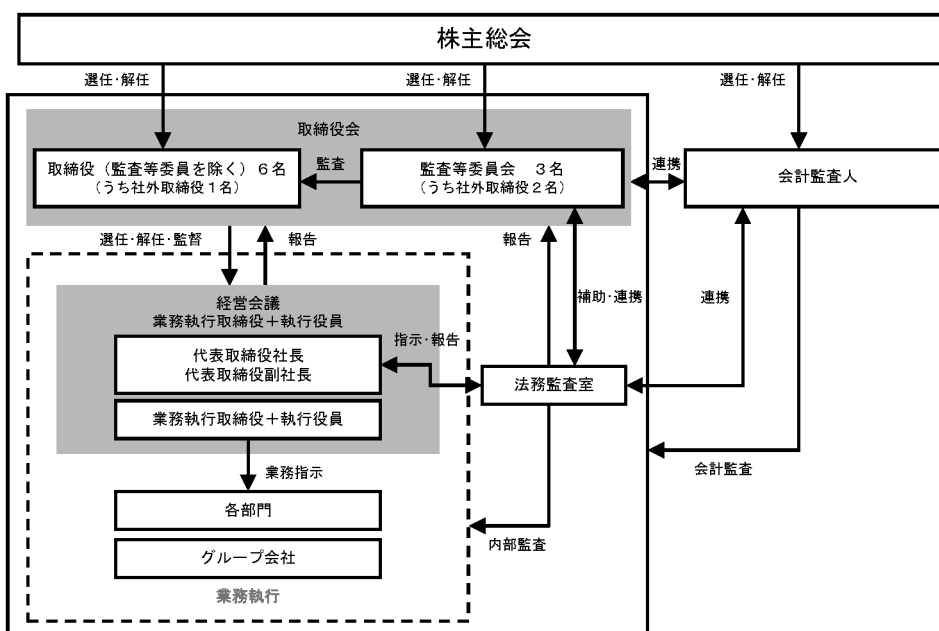 株主総会
選任・解任
選任・解任
選任・解任
取締役会
取締役（監査等委員を除く）６名
（うち社外取締役１名）
監査
監査等委員会　３名
（うち社外取締役２名）
連携
会計監査人
選任・解任・監督
報告
報告
補助・連携
連携
経営会議
業務執行取締役＋執行役員
指示・報告
代表取締役社長
代表取締役副社長
法務監査室
業務執行取締役＋執行役員
会計監査
業務指示
各部門
内部監査
グループ会社
業務執行